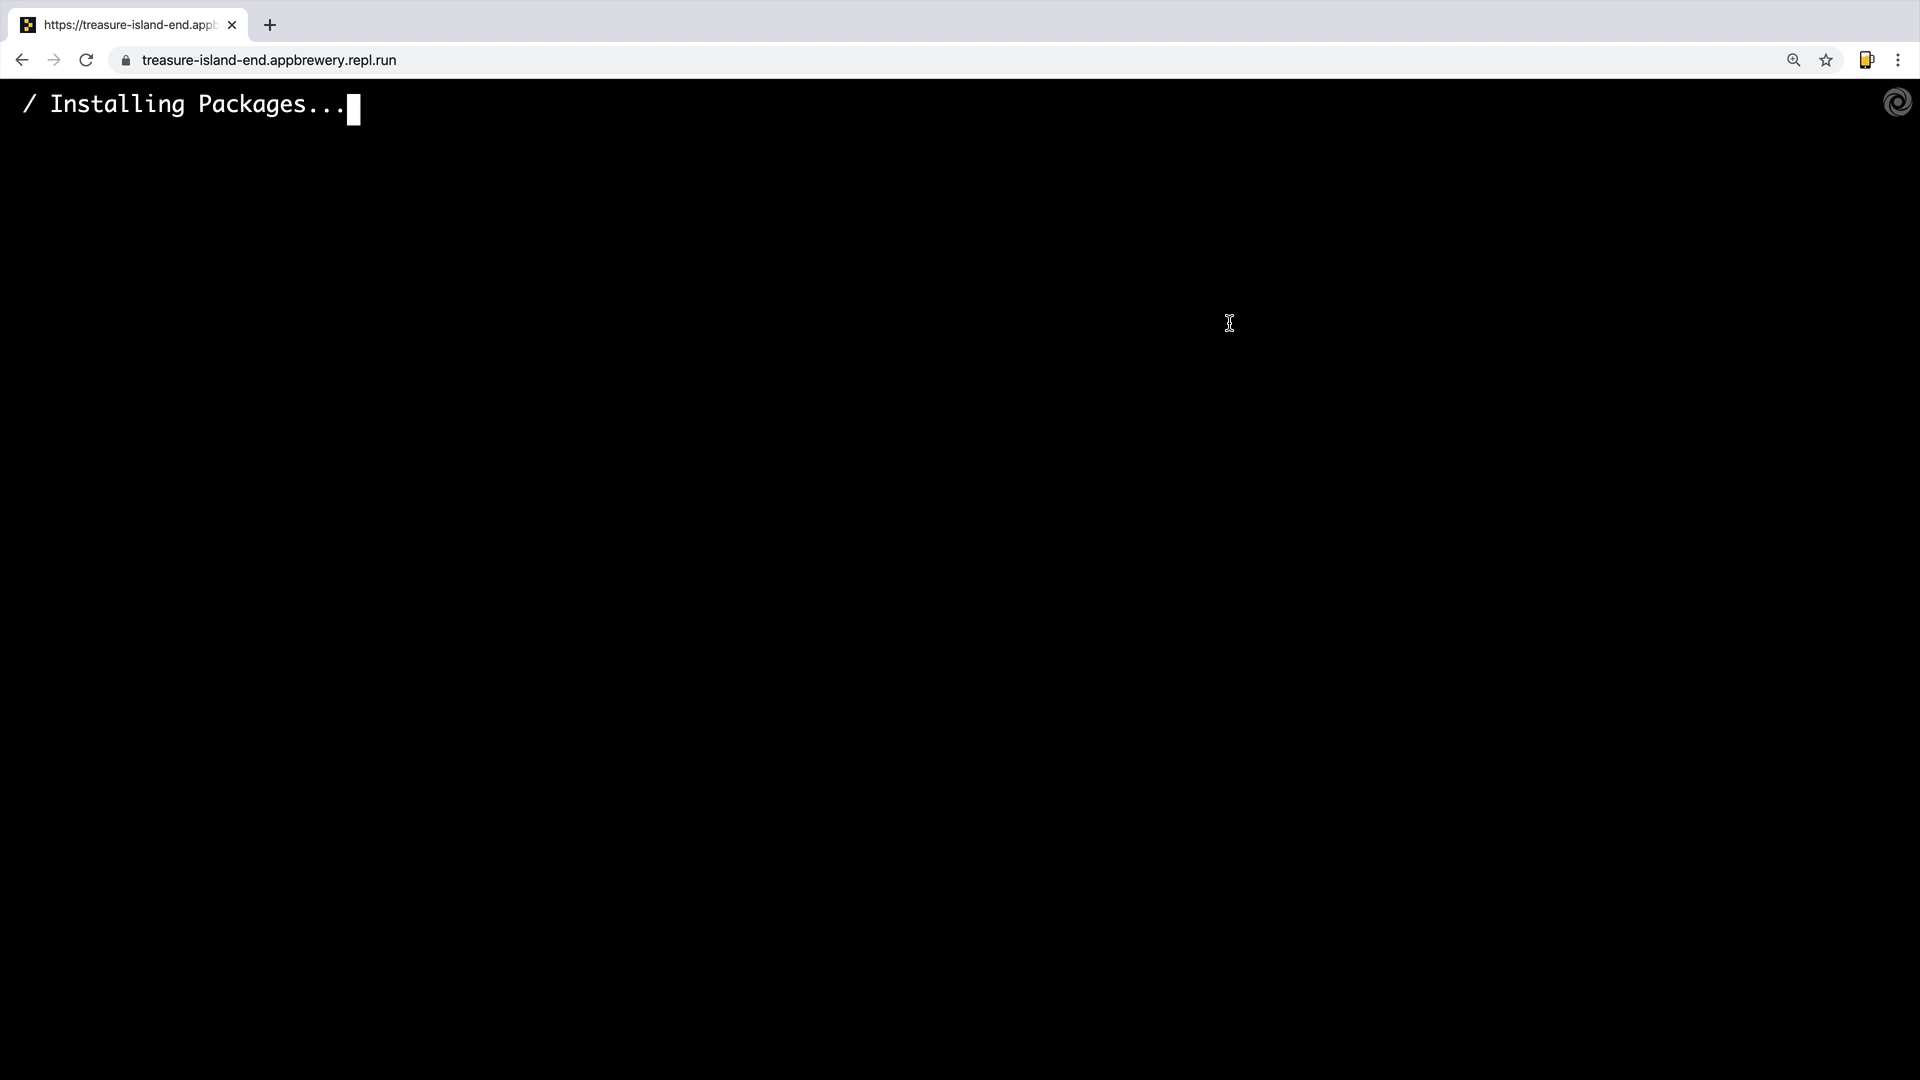 https://treasure-island-end.appb
treasure-island-end.appbrewery.repl.run
/ Installing Packages...